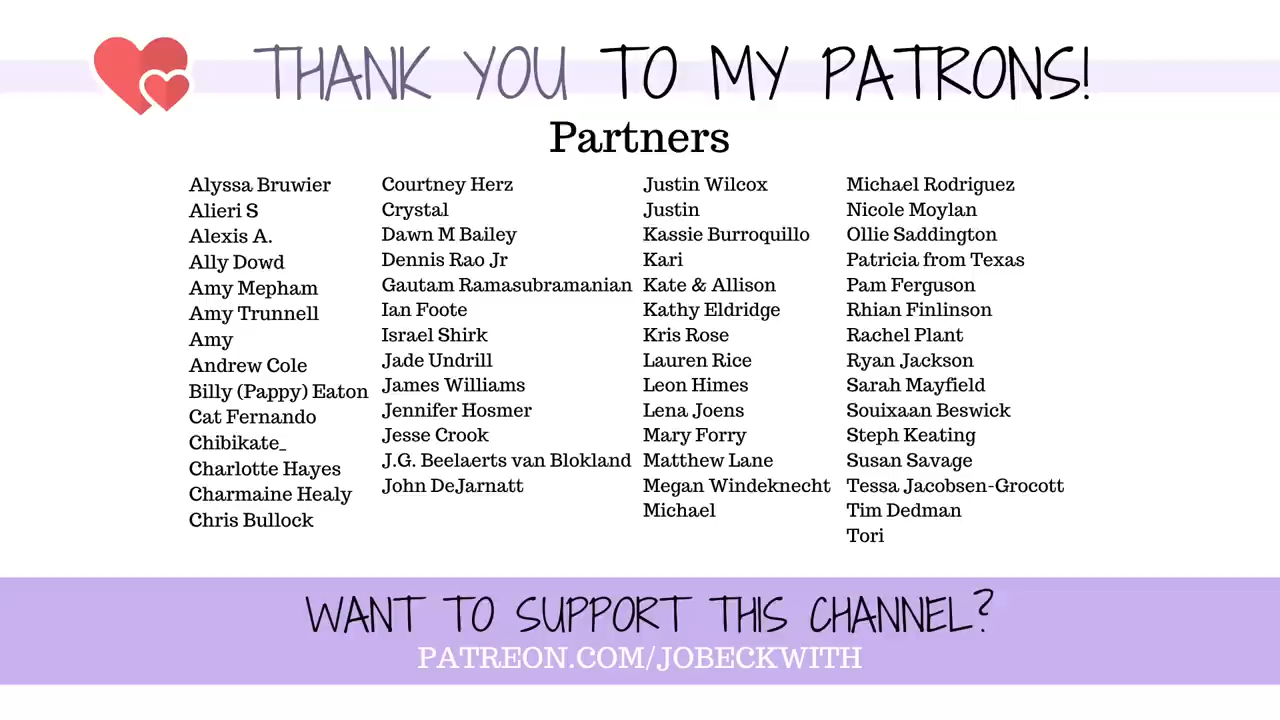 THANK YOU TO MY PATRONS!
Partners
Alyssa Bruwier
Alieri S
Alexis A.
Ally Dowd
Amy Mepham
Amy Trunnell
Amy
Andrew Cole
Billy (Pappy) Eaton
Cat Fernando
Chibikate_
Charlotte Hayes
Charmaine Healy
Chris Bullock
Courtney Herz
Crystal
Dawn M Bailey
Dennis Rao Jr
Gautam Ramasubramanian
Ian Foote
Israel Shirk
Jade Undrill
James Williams
Jennifer Hosmer
Jesse Crook
J.G. Beelaerts van Blokland
John DeJarnatt
Justin Wilcox
Justin
Kassie Burroquillo
Kari
Kate & Allison
Kathy Eldridge
Kris Rose
Lauren Rice
Leon Himes
Lena Joens
Mary Forry
Matthew Lane
Megan Windeknecht
Michael
Michael Rodriguez
Nicole Moylan
Ollie Saddington
Patricia from Texas
Pam Ferguson
Rhian Finlinson
Rachel Plant
Ryan Jackson
Sarah Mayfield
Souixaan Beswick
Steph Keating
Susan Savage
Tessa Jacobsen-Grocott
Tim Dedman
Tori
WANT TO SUPPORT THIS CHANNEL?
PATREON.COM/JOBECKWITH